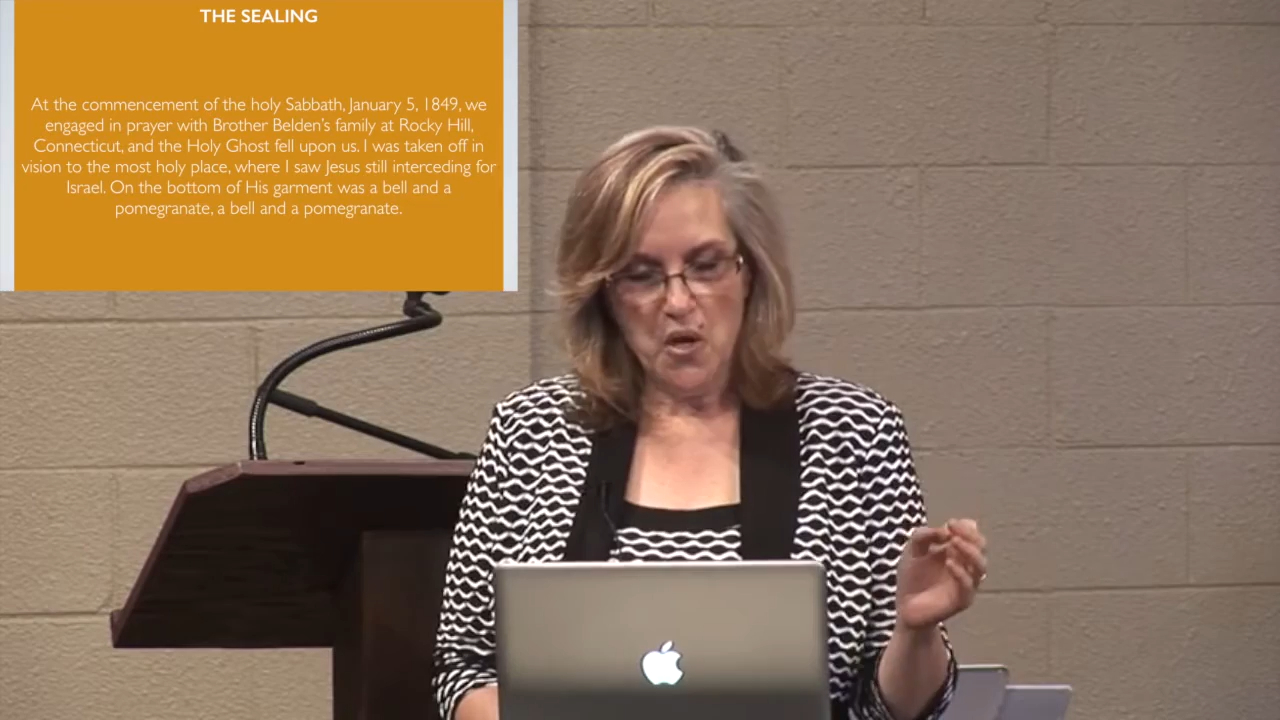 THE SEALING
At the commencement of the holy Sabbath, January 5, 1849, we
engaged in prayer with Brother Belden's family at Rocky Hill,
Connecticut, and the Holy Ghost fell upon us. I was taken off in
vision to the most holy place, where I saw Jesus still interceding for
Israel. On the bottom of His garment was a bell and a
pomegranate, a bell and a pomegranate.